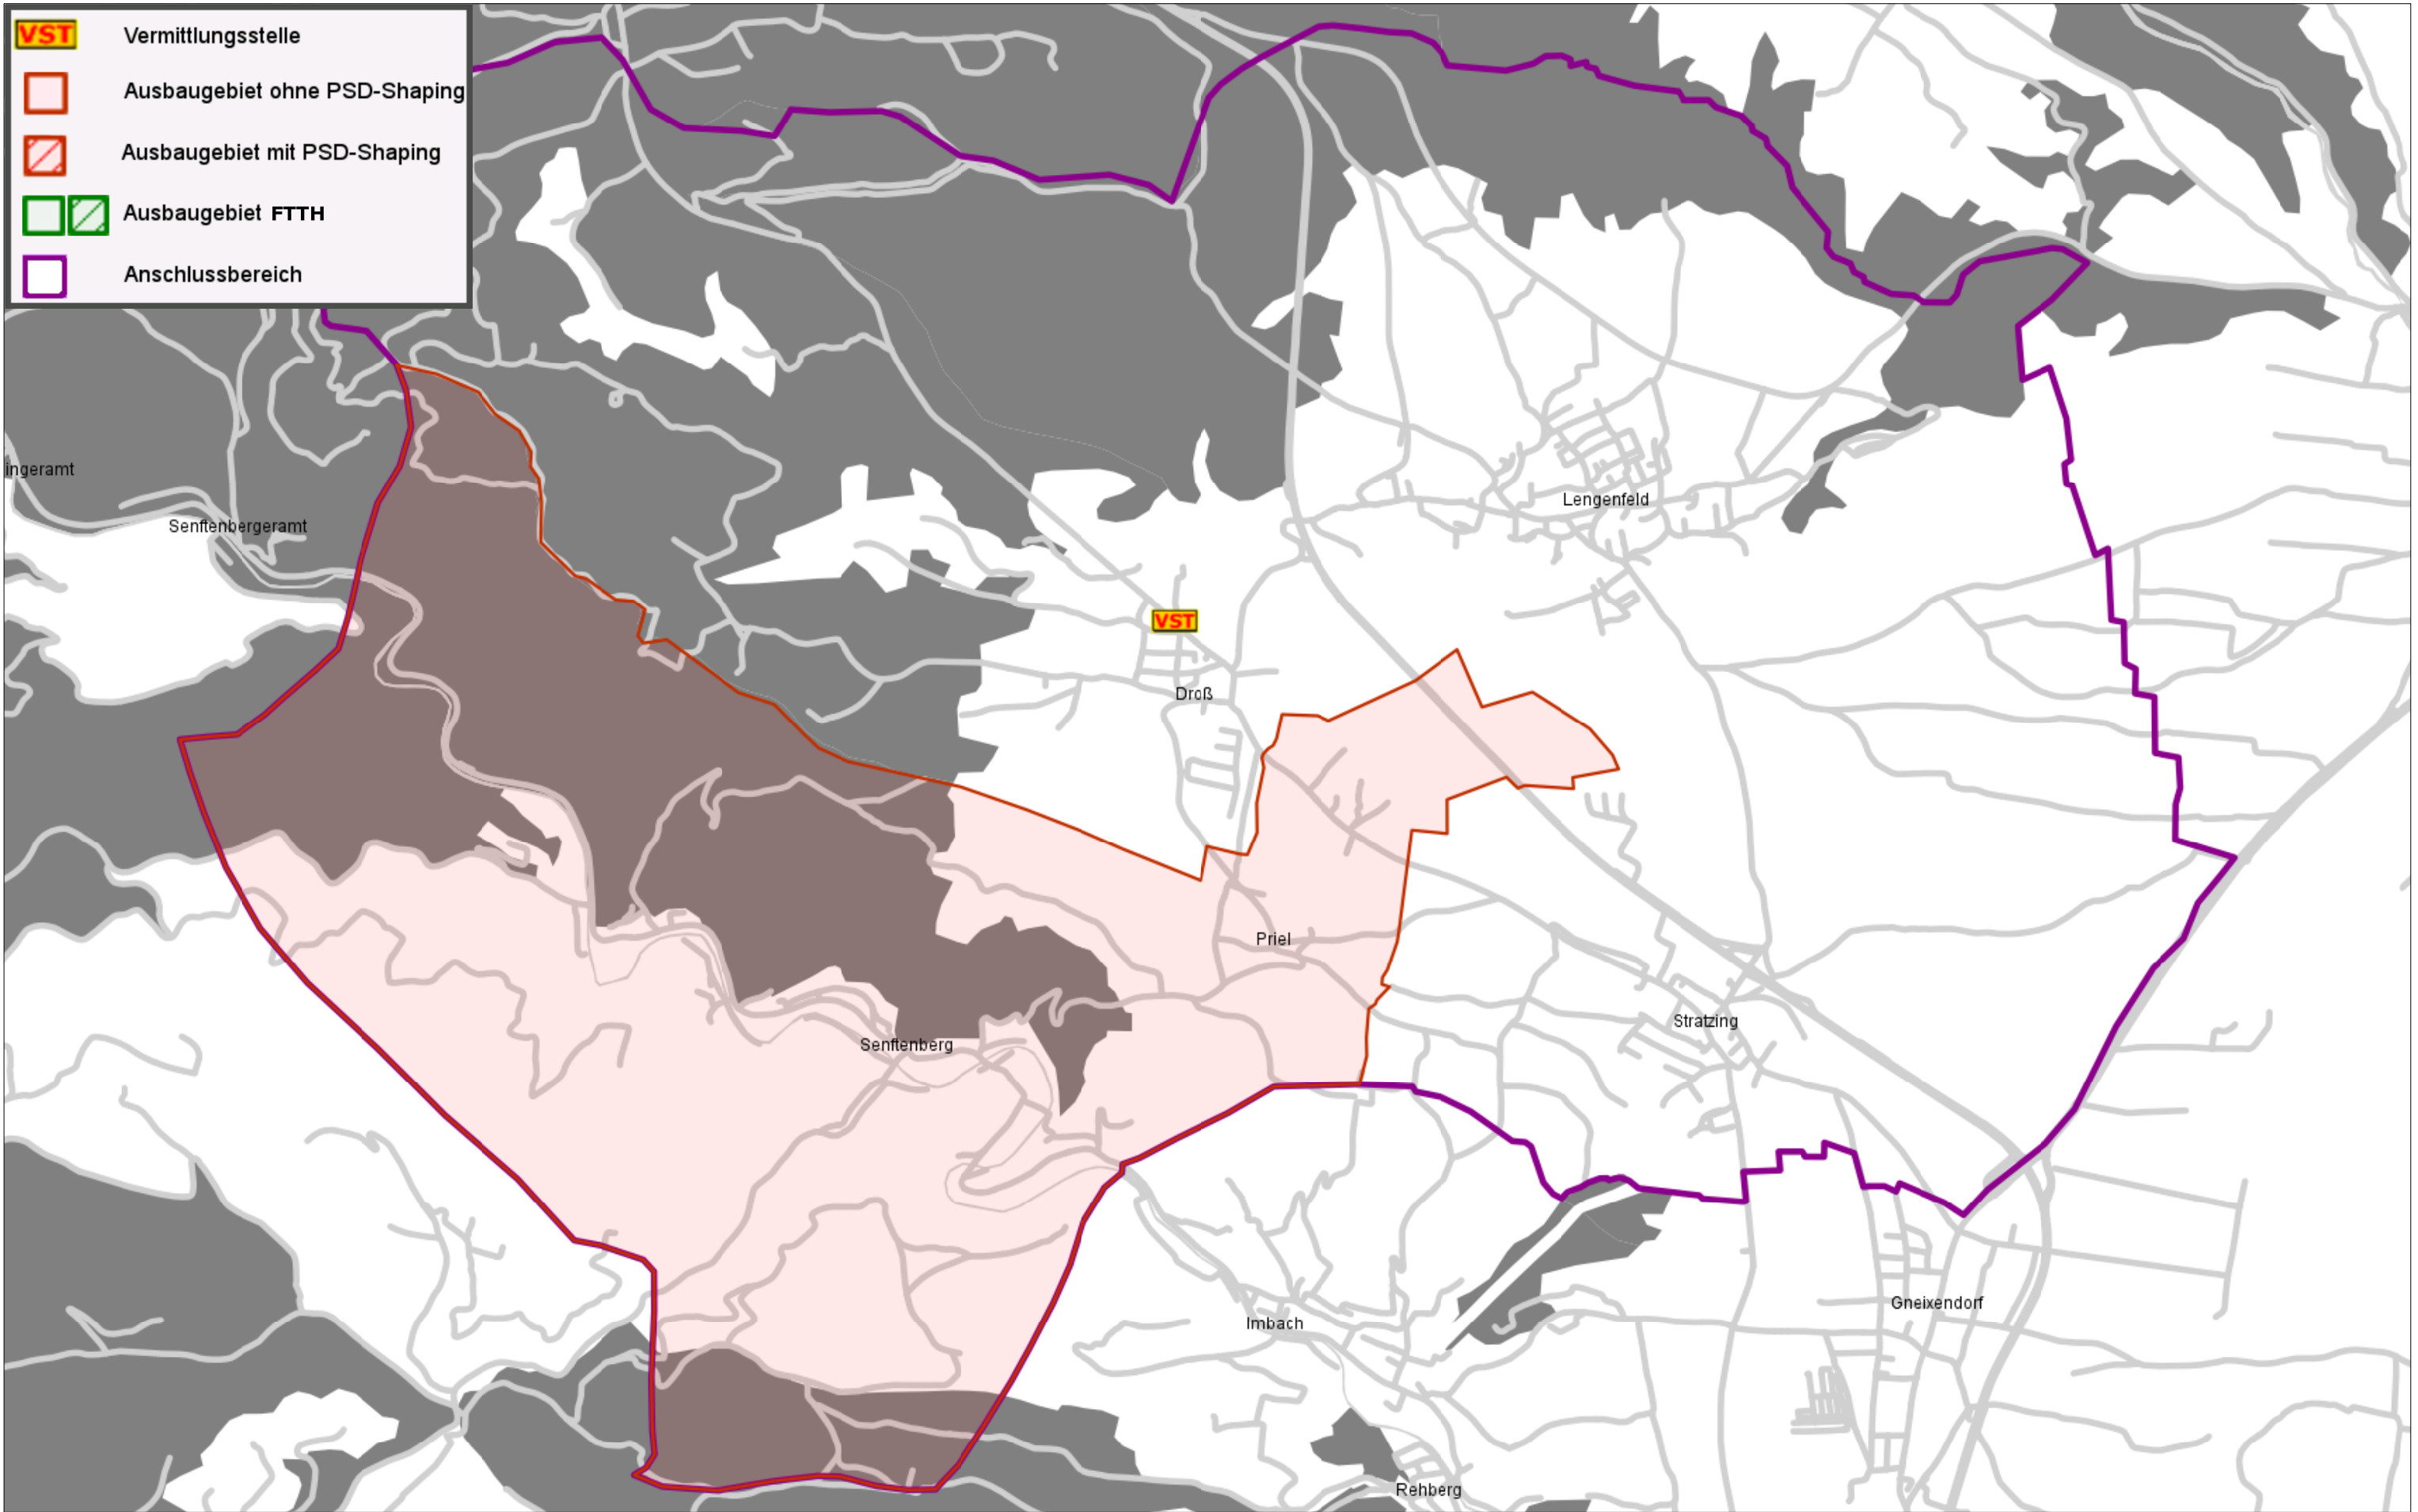 VST Vermittlungsstelle
Ausbaugebiet ohne PSD-Shaping
Ausbaugebiet mit PSD-Shaping
Ausbaugebiet FTTH
Anschlussbereich
ingeramt
Senftenbergeramt
Lengenfeld
VST
Droß
Priel
Stratzing
Senftenberg
Gneixendorf
Imbach
Rehberg